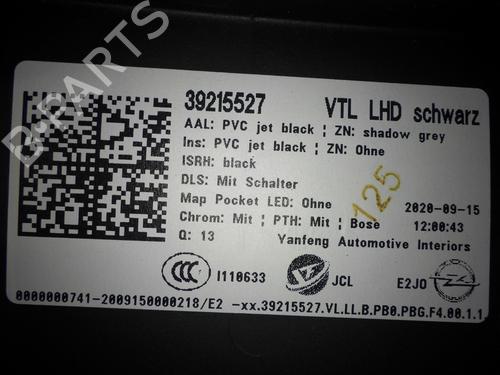 B-PARTS
39215527 VTL LHD schwarz
AAL: PVC jet black ¦ ZN: shadow grey
Ins: PVC jet black ¦ ZN: Ohne
ISRH: black
DLS: Mit Schalter
Map Pocket LED: Ohne 2020-09-15
Chrom: Mit ¦ PTH: Mit ¦ Bose 12:00:43
Q: 13 Yanfeng Automotive Interiors
125
CCC I110633 JCL E2JO
0000000741-2009150000218/E2 -xx.39215527.VL.LL.B.PB0.PBG.F4.00.1.1